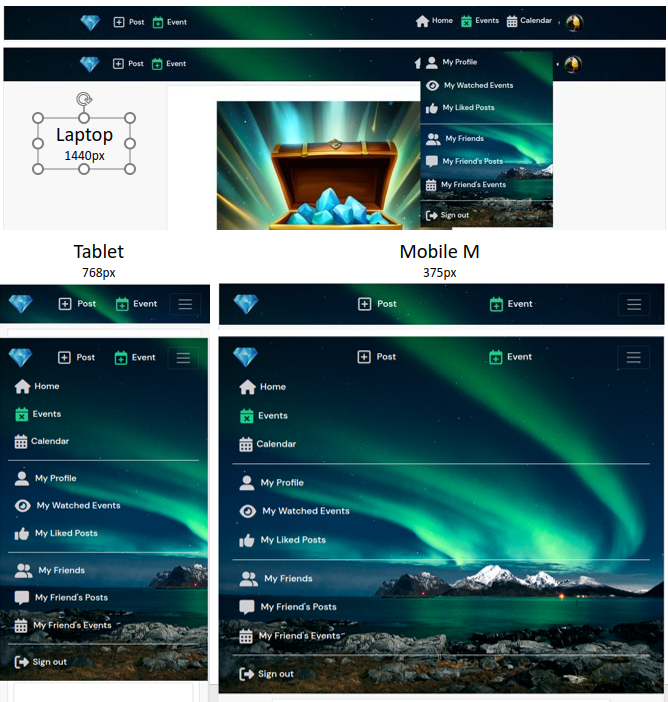 Post Event Home Events Calendar
Post Event
My Profile
My Watched Events
My Liked Posts
My Friends
My Friend's Posts
My Friend's Events
Sign out
Laptop
1440px
Tablet
768px
Post Event
Post Event
Home
Events
Calendar
My Profile
My Watched Events
My Liked Posts
My Friends
My Friend's Posts
My Friend's Events
Sign out
Mobile M
375px
Post Event
Post Event
Home
Events
Calendar
My Profile
My Watched Events
My Liked Posts
My Friends
My Friend's Posts
My Friend's Events
Sign out